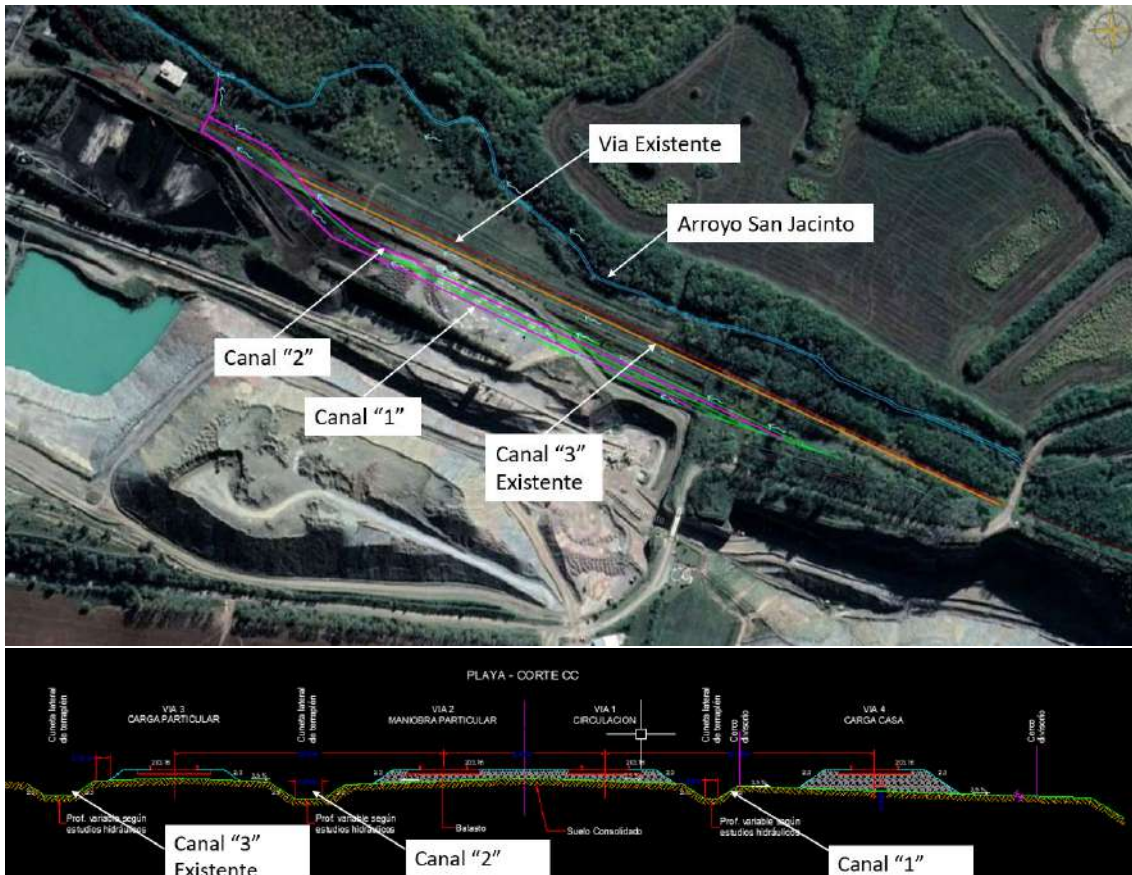 Via Existente
Arroyo San Jacinto
Canal "2"
Canal "1"
Canal "3"
Existente
PLAYA - CORTE CC
Cuneta lateral
de terraplén
VIA 3
CARGA PARTICULAR
Cuneta lateral
de terraplén
VIA 2
MANIOBRA PARTICULAR
VIA 1
CIRCULACION
Cuneta lateral
de terraplén
Cerco
divisorio
VIA 4
CARGA CASA
Cerco
divisorio
Prof. variable según
estudios hidráulicos
Prof. variable según
estudios hidráulicos
Balasto
Suelo Consolidado
Prof. variable según
estudios hidráulicos
Canal "3"
Existente
Canal "2"
Canal "1"